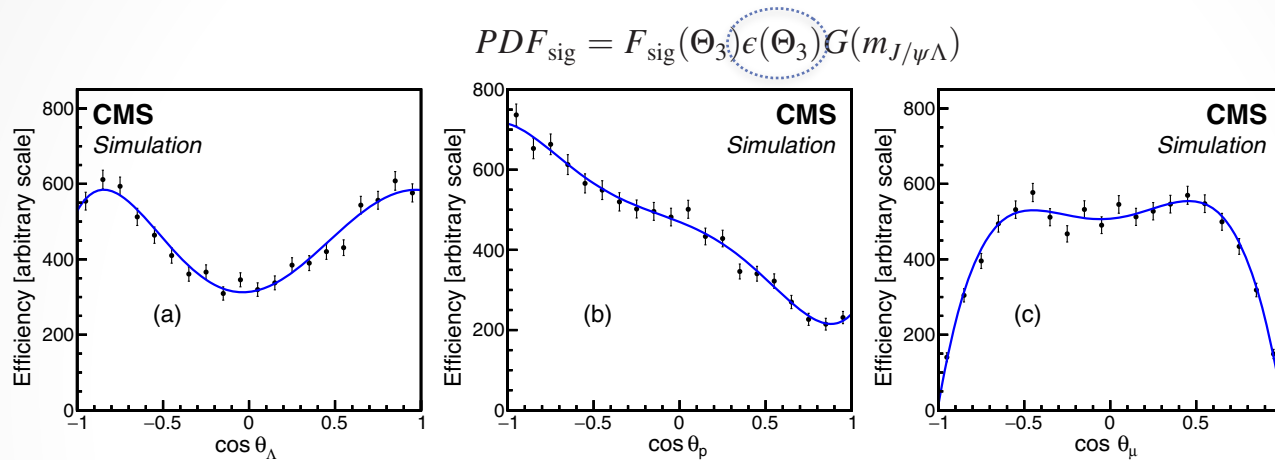 PDF_sig = F_sig(Θ_3)ϵ(Θ_3)G(m_{J/ψΛ})
CMS
Simulation
(a)
Efficiency [arbitrary scale]
800
600
400
200
0
−1 −0.5 0 0.5 1
cos θ_Λ
CMS
Simulation
(b)
Efficiency [arbitrary scale]
800
600
400
200
0
−1 −0.5 0 0.5 1
cos θ_p
CMS
Simulation
(c)
Efficiency [arbitrary scale]
800
600
400
200
0
−1 −0.5 0 0.5
cos θ_μ